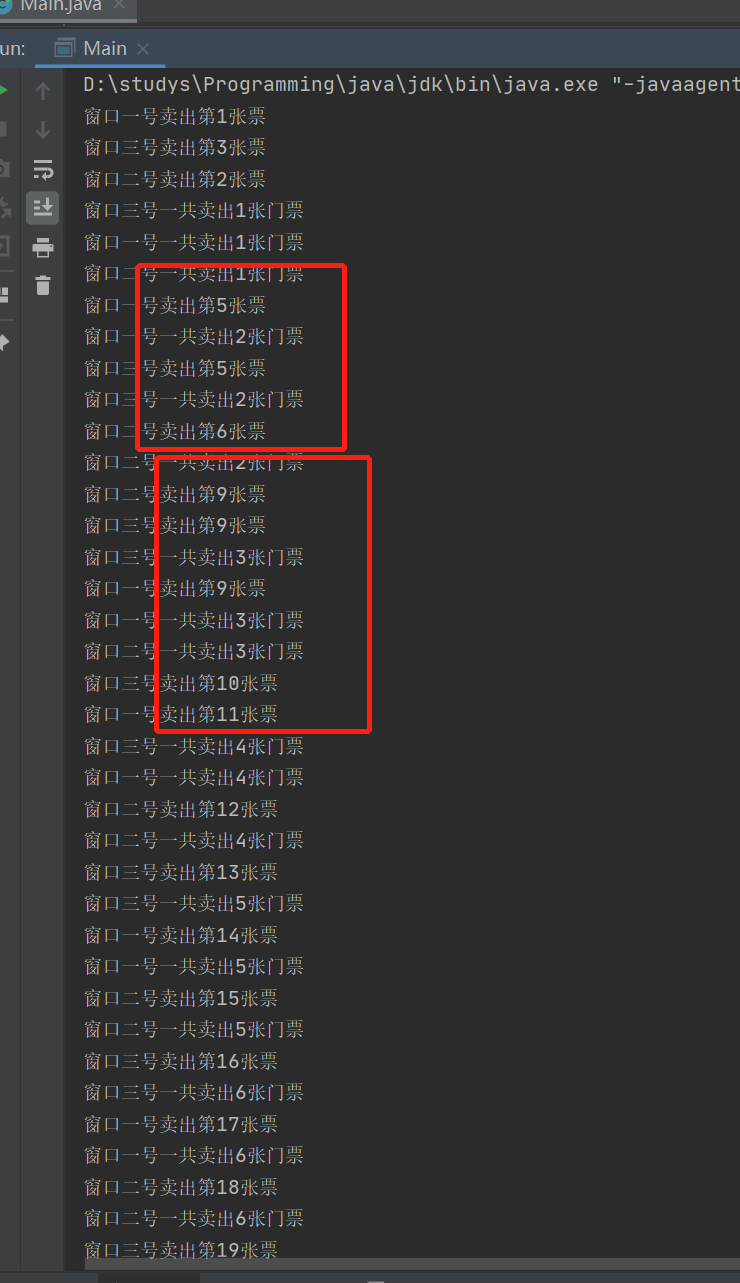 Main.java
un:
Main
D:\studys\Programming\java\jdk\bin\java.exe "-javaagent
窗口一号卖出第1张票
窗口三号卖出第3张票
窗口二号卖出第2张票
窗口三号一共卖出1张门票
窗口一号一共卖出1张门票
窗口二号一共卖出1张门票
窗口一号卖出第5张票
窗口一号一共卖出2张门票
窗口三号卖出第5张票
窗口三号一共卖出2张门票
窗口二号卖出第6张票
窗口二号一共卖出2张门票
窗口二号卖出第9张票
窗口三号卖出第9张票
窗口三号一共卖出3张门票
窗口一号卖出第9张票
窗口一号一共卖出3张门票
窗口二号一共卖出3张门票
窗口三号卖出第10张票
窗口一号卖出第11张票
窗口三号一共卖出4张门票
窗口一号一共卖出4张门票
窗口二号卖出第12张票
窗口二号一共卖出4张门票
窗口三号卖出第13张票
窗口三号一共卖出5张门票
窗口一号卖出第14张票
窗口一号一共卖出5张门票
窗口二号卖出第15张票
窗口二号一共卖出5张门票
窗口三号卖出第16张票
窗口三号一共卖出6张门票
窗口一号卖出第17张票
窗口一号一共卖出6张门票
窗口二号卖出第18张票
窗口二号一共卖出6张门票
窗口三号卖出第19张票